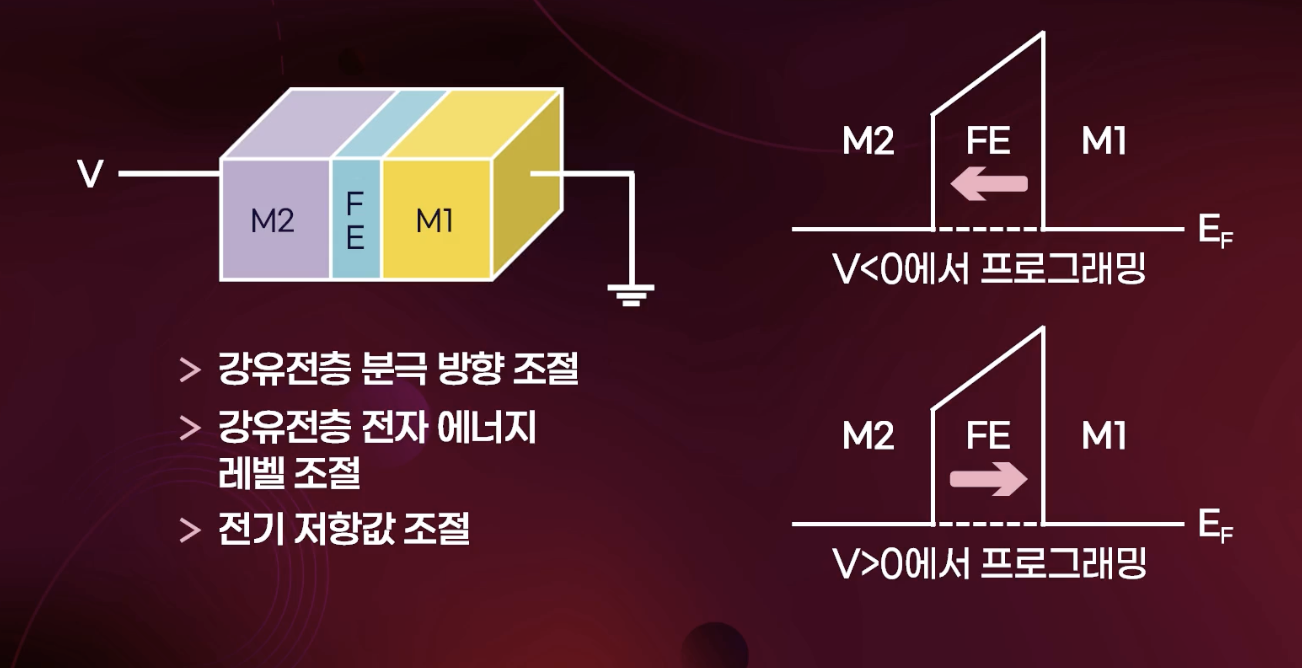 V
M2
F
E
M1
> 강유전층 분극 방향 조절
> 강유전층 전자 에너지
레벨 조절
> 전기 저항값 조절
M2 FE M1
E_F
V<0에서 프로그래밍
M2 FE M1
E_F
V>0에서 프로그래밍